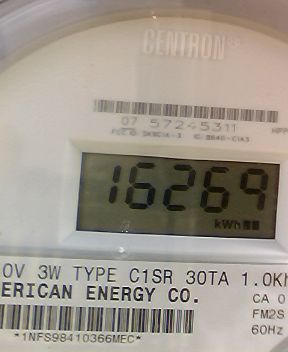 CENTRON®
07 57245311
16269
kWh
OV 3W TYPE C1SR 30TA 1.0K
ERICAN ENERGY CO.
CA 0
FM2S
60Hz
*1NFS98410366MEC*